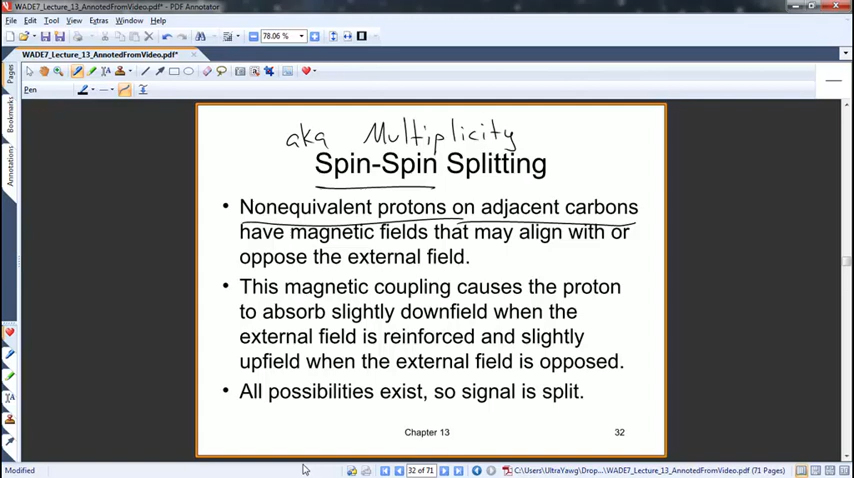 WADE7_Lecture_13_AnnotatedFromVideo.pdf* - PDF Annotator
File Edit Tool View Extras Window Help
78.06 %
WADE7_Lecture_13_AnnotatedFromVideo.pdf*
Pen
Pages
Bookmarks
Annotations
aka Multiplicity
Spin-Spin Splitting
• Nonequivalent protons on adjacent carbons
have magnetic fields that may align with or
oppose the external field.
• This magnetic coupling causes the proton
to absorb slightly downfield when the
external field is reinforced and slightly
upfield when the external field is opposed.
• All possibilities exist, so signal is split.
Chapter 13
32
Modified
32 of 71
C:\Users\UltraYawg\Drop...\WADE7_Lecture_13_AnnotatedFromVideo.pdf (71 Pages)